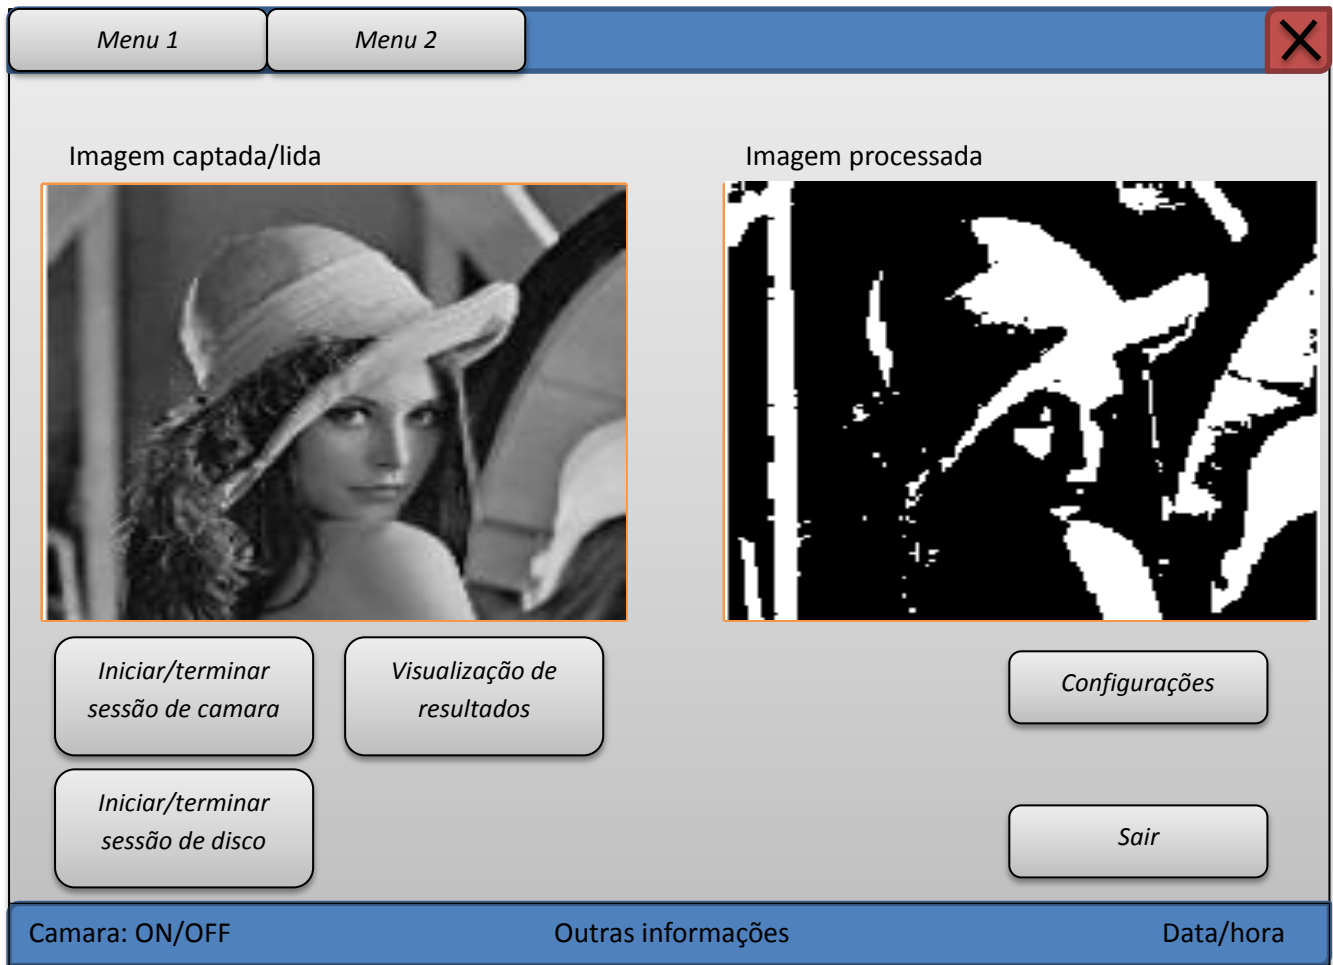 Menu 1
Menu 2
Imagem captada/lida
Imagem processada
Iniciar/terminar
sessão de camara
Visualização de
resultados
Configurações
Iniciar/terminar
sessão de disco
Sair
Camara: ON/OFF
Outras informações
Data/hora